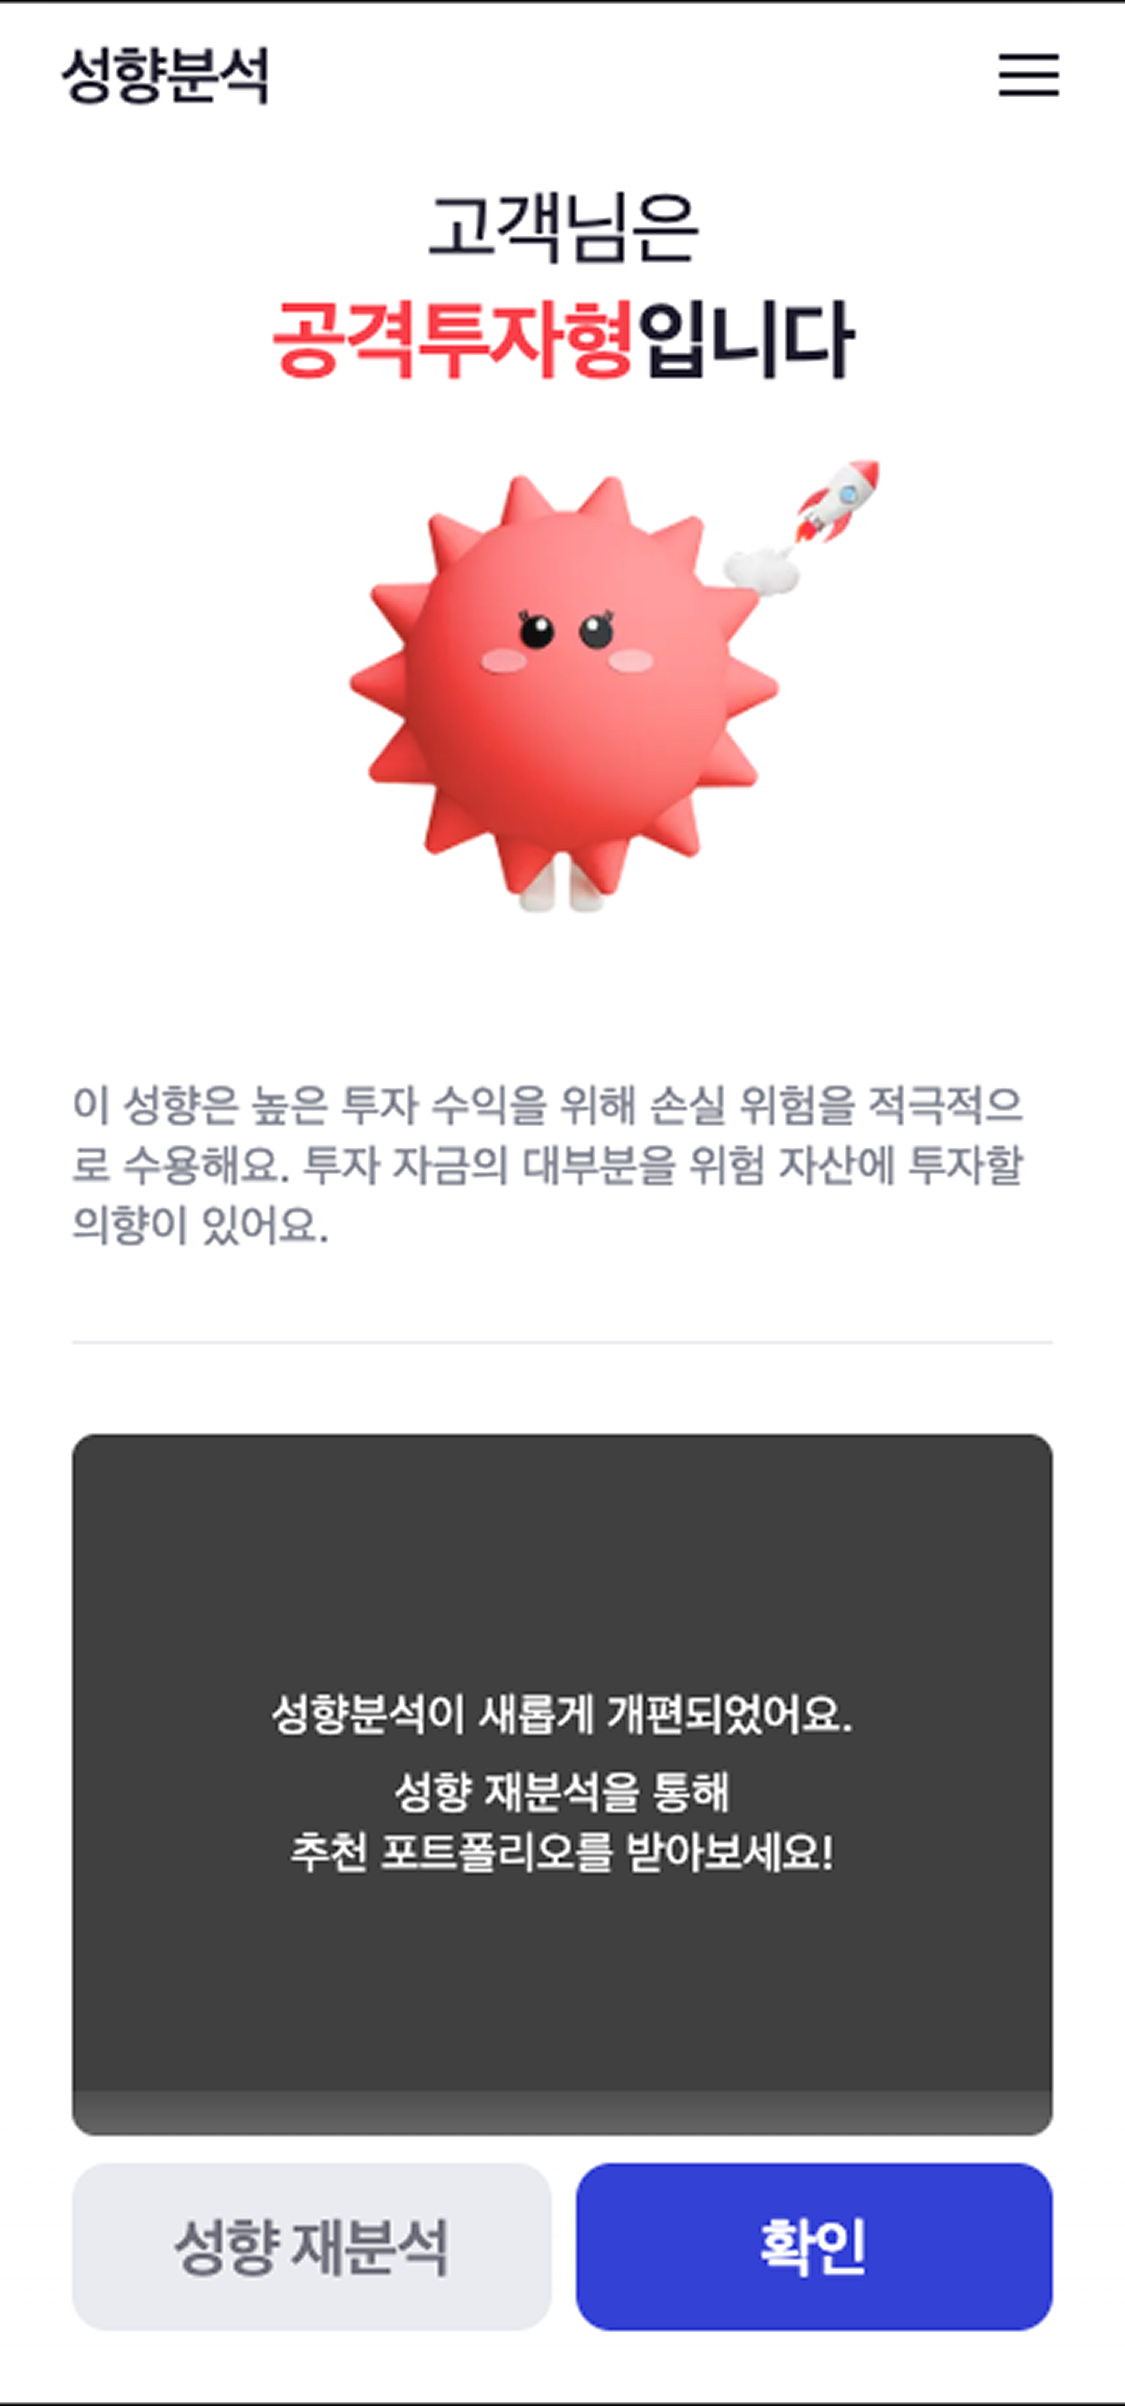 성향분석
고객님은
공격투자형입니다
이 성향은 높은 투자 수익을 위해 손실 위험을 적극적으
로 수용해요. 투자 자금의 대부분을 위험 자산에 투자할
의향이 있어요.
성향분석이 새롭게 개편되었어요.
성향 재분석을 통해
추천 포트폴리오를 받아보세요!
성향 재분석
확인